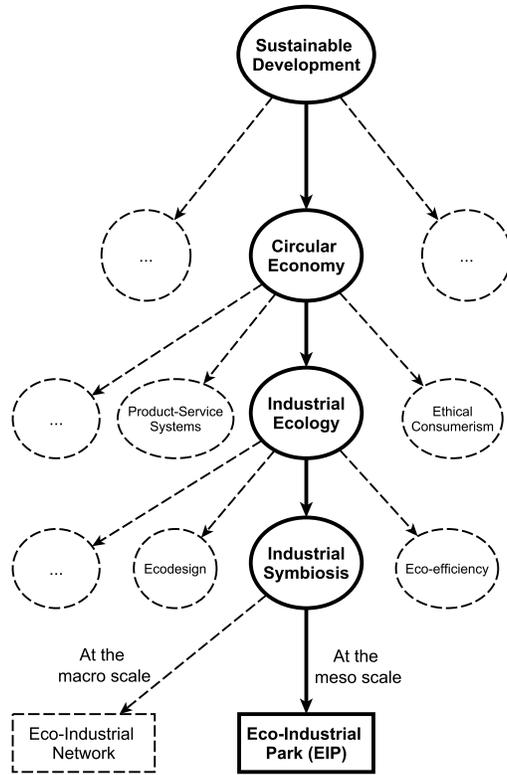 Sustainable
Development
...
...
Circular
Economy
...
Product-Service
Systems
Industrial
Ecology
Ethical
Consumerism
...
Ecodesign
Industrial
Symbiosis
Eco-efficiency
At the
macro scale
At the
meso scale
Eco-Industrial
Network
Eco-Industrial
Park (EIP)